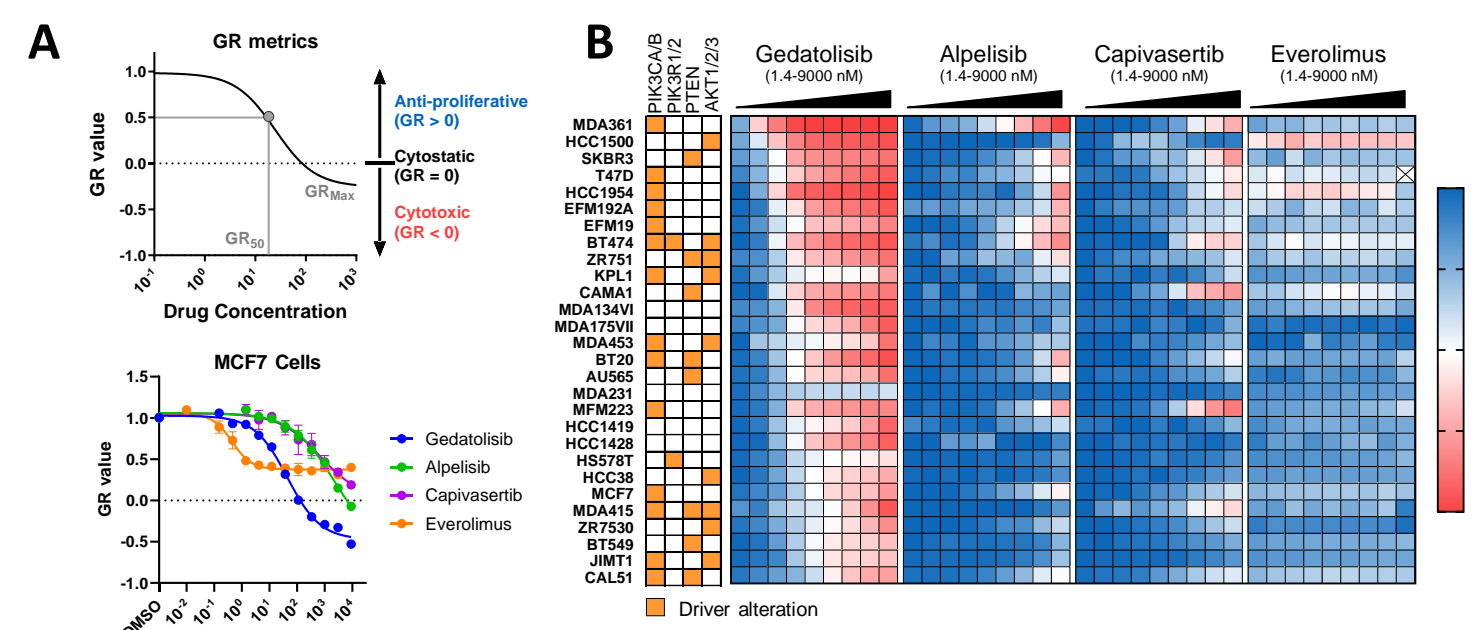 A
GR metrics
GR value
1.0
0.5
0.0
-0.5
-1.0
GR50
GRMax
10-1
100
101
102
103
Drug Concentration
Anti-proliferative
(GR > 0)
Cytostatic
(GR = 0)
Cytotoxic
(GR < 0)
MCF7 Cells
GR value
1.5
1.0
0.5
0.0
-0.5
-1.0
DMSO
10-2
10-1
100
101
102
103
104
Gedatolisib
Alpelisib
Capivasertib
Everolimus
B
PIK3CA/B
PIK3R1/2
PTEN
AKT1/2/3
Gedatolisib
(1.4-9000 nM)
Alpelisib
(1.4-9000 nM)
Capivasertib
(1.4-9000 nM)
Everolimus
(1.4-9000 nM)
MDA361
HCC1500
SKBR3
T47D
HCC1954
EFM192A
EFM19
BT474
ZR751
KPL1
CAMA1
MDA134VI
MDA175VII
MDA453
BT20
AU565
MDA231
MFM223
HCC1419
HCC1428
HS578T
HCC38
MCF7
MDA415
ZR7530
BT549
JIMT1
CAL51
Driver alteration